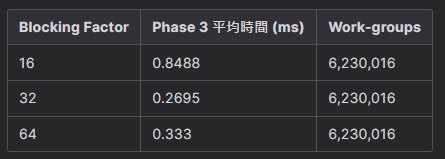 Blocking Factor Phase 3 平均時間 (ms) Work-groups
16 0.8488 6,230,016
32 0.2695 6,230,016
64 0.333 6,230,016